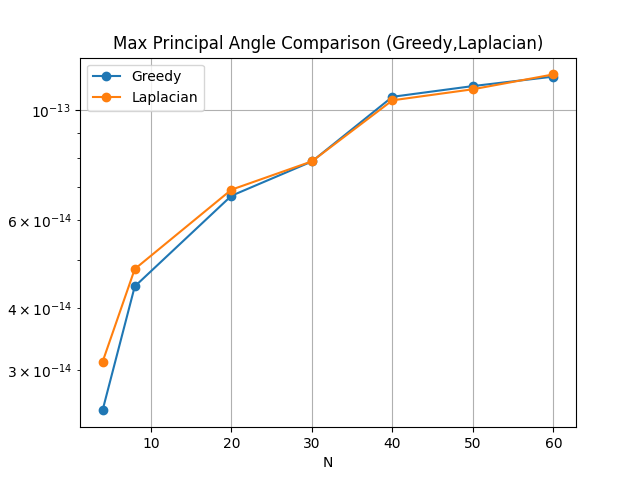 Max Principal Angle Comparison (Greedy,Laplacian)
Greedy
Laplacian
10⁻¹³
6 × 10⁻¹⁴
4 × 10⁻¹⁴
3 × 10⁻¹⁴
10 20 30 40 50 60
N